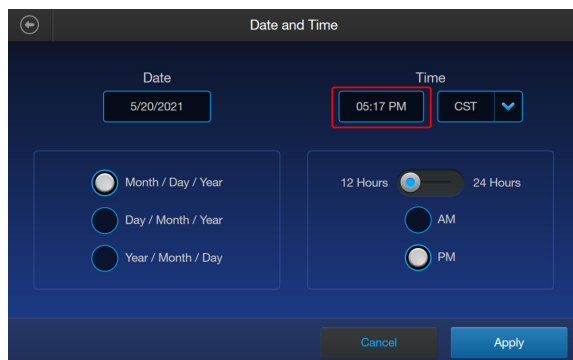 Date and Time
Date
Time
5/20/2021
05:17 PM
CST
Month / Day / Year
Day / Month / Year
Year / Month / Day
12 Hours
24 Hours
AM
PM
Cancel
Apply